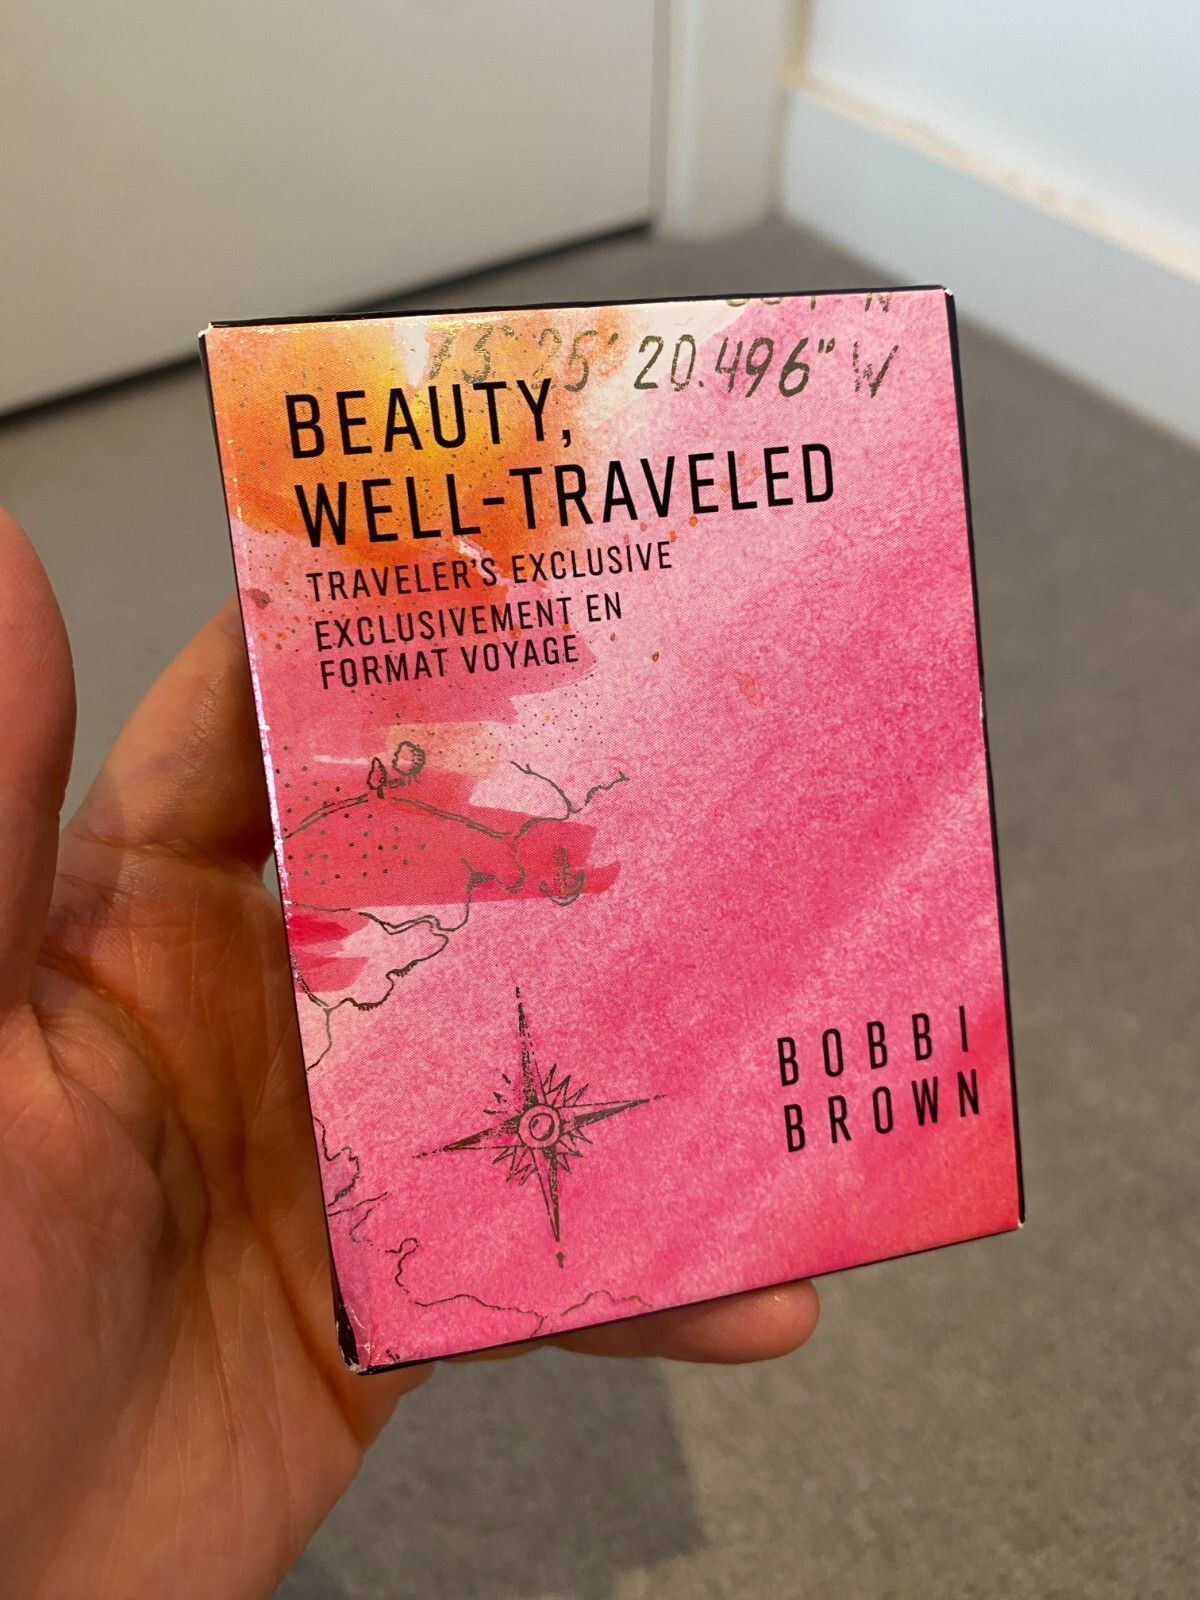 20.496" W
BEAUTY,
WELL-TRAVELED
TRAVELER'S EXCLUSIVE
EXCLUSIVEMENT EN
FORMAT VOYAGE
BOBBI
BROWN